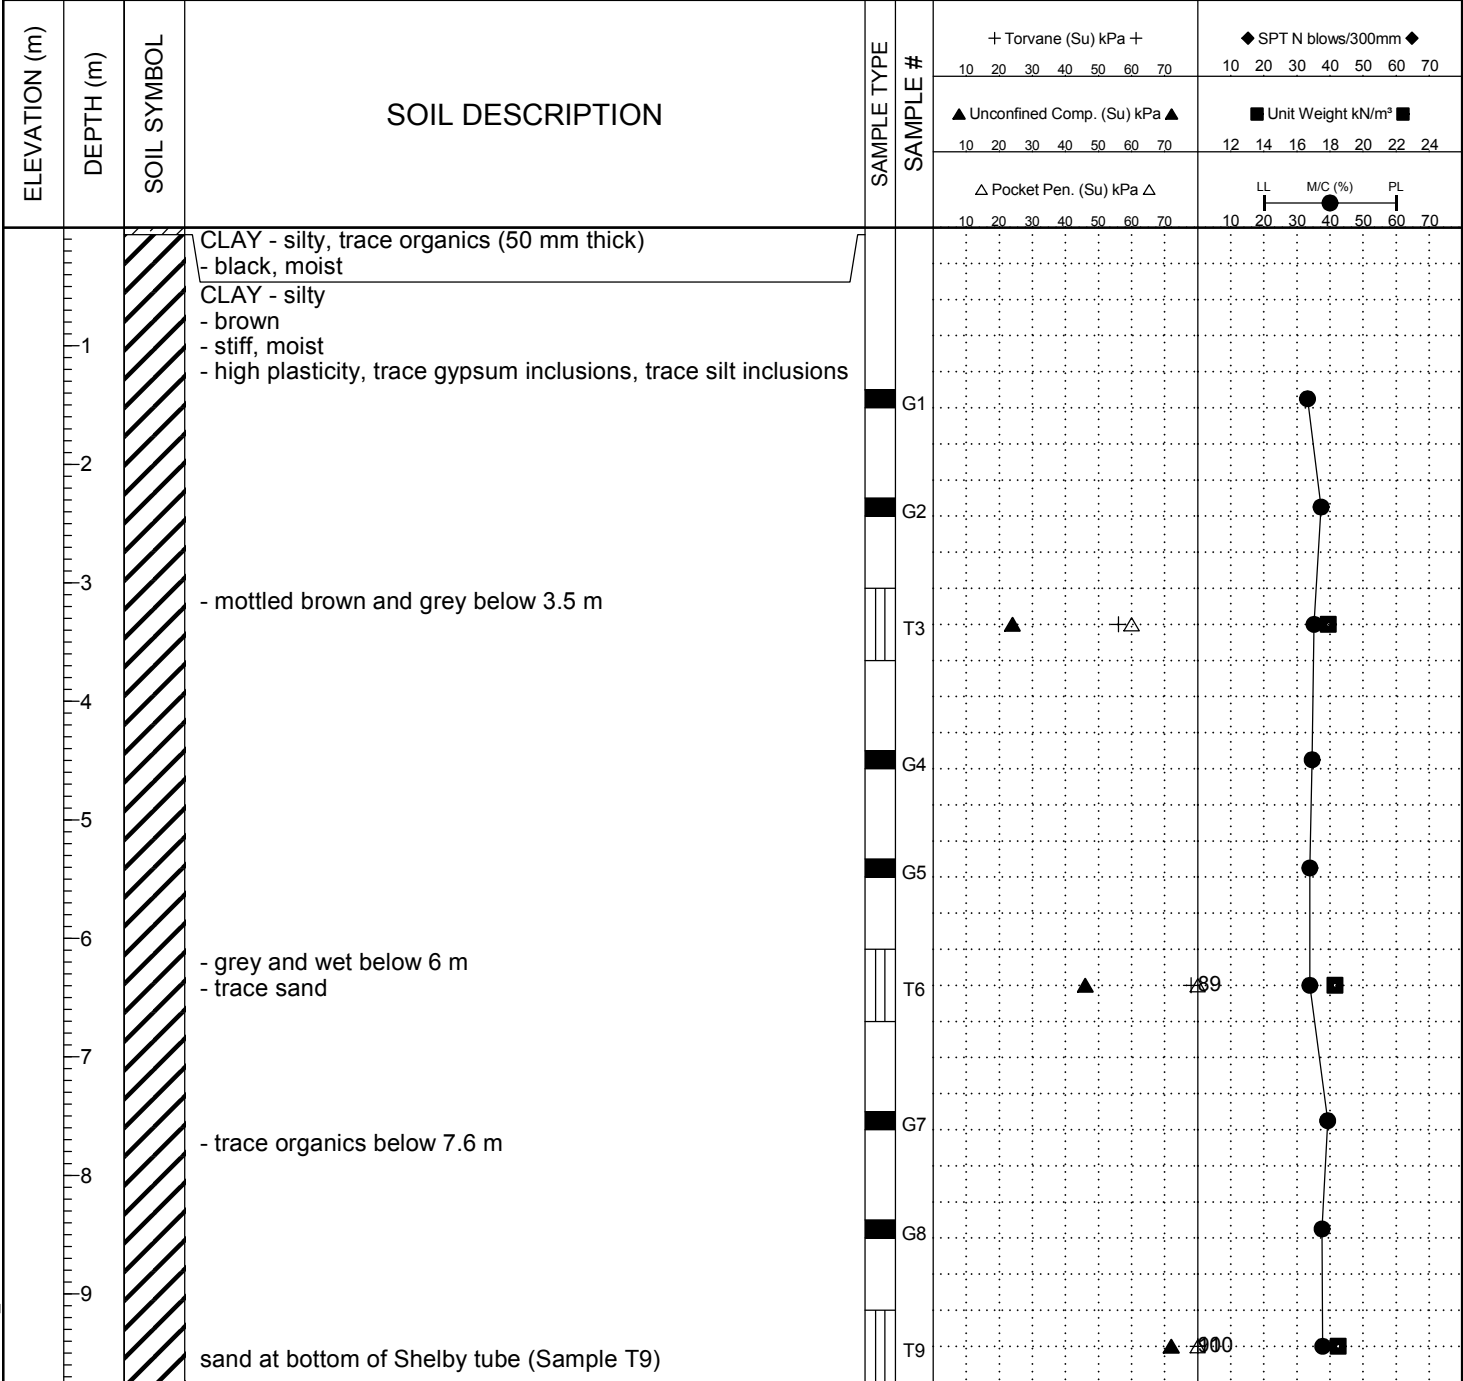 ELEVATION (m)
DEPTH (m)
SOIL SYMBOL
SOIL DESCRIPTION
SAMPLE TYPE
SAMPLE #
+ Torvane (Su) kPa +
10 20 30 40 50 60 70
▲ Unconfined Comp. (Su) kPa ▲
10 20 30 40 50 60 70
△ Pocket Pen. (Su) kPa △
10 20 30 40 50 60 70
◆ SPT N blows/300mm ◆
10 20 30 40 50 60 70
■ Unit Weight kN/m³ ■
12 14 16 18 20 22 24
LL M/C (%) PL
10 20 30 40 50 60 70
CLAY - silty, trace organics (50 mm thick)
- black, moist
CLAY - silty
- brown
1
- stiff, moist
- high plasticity, trace gypsum inclusions, trace silt inclusions
G1
2
G2
3
- mottled brown and grey below 3.5 m
T3
4
G4
5
G5
6
- grey and wet below 6 m
- trace sand
T6
89
7
G7
- trace organics below 7.6 m
8
G8
9
T9
sand at bottom of Shelby tube (Sample T9)